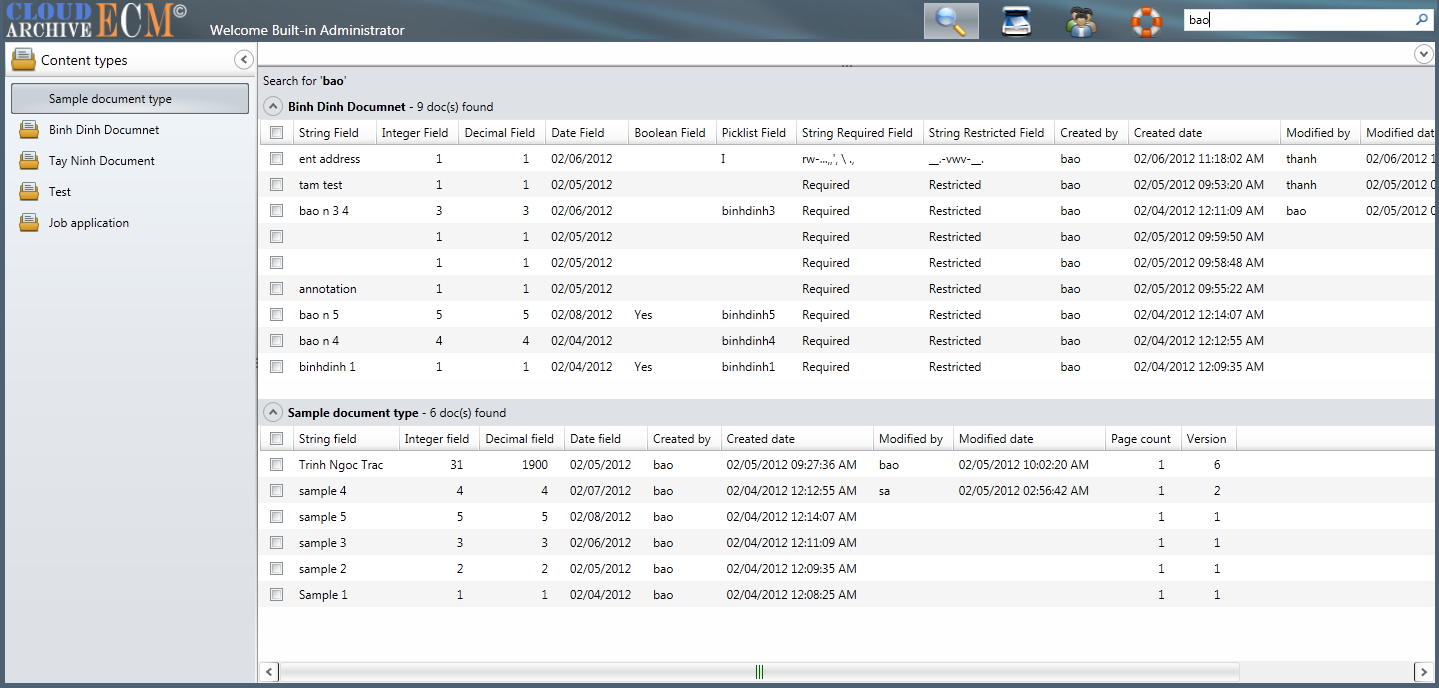 CLOUD ARCHIVE ECM©
Welcome Built-in Administrator
bao
Content types
Sample document type
Binh Dinh Documnet
Tay Ninh Document
Test
Job application
Search for 'bao'
Binh Dinh Documnet - 9 doc(s) found
String Field Integer Field Decimal Field Date Field Boolean Field Picklist Field String Required Field String Restricted Field Created by Created date Modified by Modified dat
ent address 1 1 02/06/2012 I rw-...,,', \ ., __.-vwv-__. bao 02/06/2012 11:18:02 AM thanh 02/06/2012 1
tam test 1 1 02/05/2012 Required Restricted bao 02/05/2012 09:53:20 AM thanh 02/05/2012 0
bao n 3 4 3 3 02/06/2012 binhdinh3 Required Restricted bao 02/04/2012 12:11:09 AM bao 02/05/2012 0
1 1 02/05/2012 Required Restricted bao 02/05/2012 09:59:50 AM
1 1 02/05/2012 Required Restricted bao 02/05/2012 09:58:48 AM
annotation 1 1 02/05/2012 Required Restricted bao 02/05/2012 09:55:22 AM
bao n 5 5 5 02/08/2012 Yes binhdinh5 Required Restricted bao 02/04/2012 12:14:07 AM
bao n 4 4 4 02/04/2012 binhdinh4 Required Restricted bao 02/04/2012 12:12:55 AM
binhdinh 1 1 1 02/04/2012 Yes binhdinh1 Required Restricted bao 02/04/2012 12:09:35 AM
Sample document type - 6 doc(s) found
String field Integer field Decimal field Date field Created by Created date Modified by Modified date Page count Version
Trinh Ngoc Trac 31 1900 02/05/2012 bao 02/05/2012 09:27:36 AM bao 02/05/2012 10:02:20 AM 1 6
sample 4 4 4 02/07/2012 bao 02/04/2012 12:12:55 AM sa 02/05/2012 02:56:42 AM 1 2
sample 5 5 5 02/08/2012 bao 02/04/2012 12:14:07 AM 1 1
sample 3 3 3 02/06/2012 bao 02/04/2012 12:11:09 AM 1 1
sample 2 2 2 02/05/2012 bao 02/04/2012 12:09:35 AM 1 1
Sample 1 1 1 02/04/2012 bao 02/04/2012 12:08:25 AM 1 1